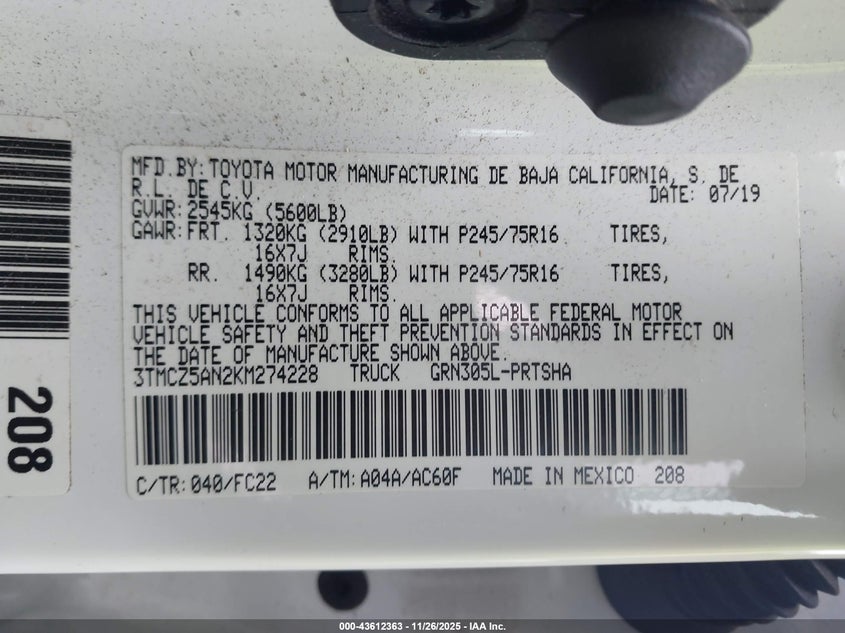 MFD.BY:TOYOTA MOTOR MANUFACTURING DE BAJA CALIFORNIA, S. DE
R.L. DE C.V.
DATE: 07/19
GVWR:2545KG (5600LB)
GAWR:FRT. 1320KG (2910LB) WITH P245/75R16 TIRES,
16X7J RIMS.
RR. 1490KG (3280LB) WITH P245/75R16 TIRES,
16X7J RIMS.
THIS VEHICLE CONFORMS TO ALL APPLICABLE FEDERAL MOTOR
VEHICLE SAFETY AND THEFT PREVENTION STANDARDS IN EFFECT ON
THE DATE OF MANUFACTURE SHOWN ABOVE.
3TMCZ5AN2KM274228 TRUCK GRN305L-PRTSHA
C/TR:040/FC22 A/TM:A04A/AC60F MADE IN MEXICO 208
208
000-43612363 - 11/26/2025 - IAA Inc.